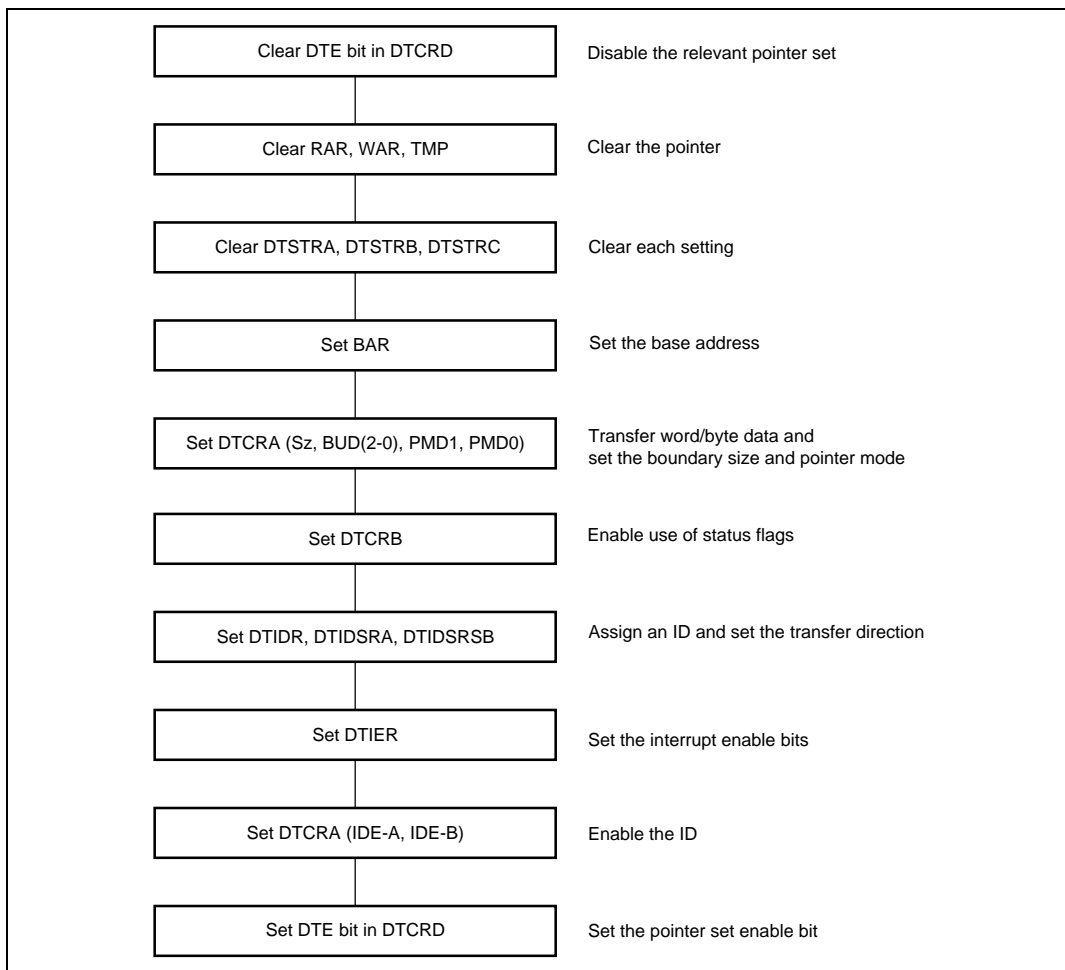 Clear DTE bit in DTCRD
Disable the relevant pointer set
Clear RAR, WAR, TMP
Clear the pointer
Clear DTSTRA, DTSTRB, DTSTRC
Clear each setting
Set BAR
Set the base address
Set DTCRA (Sz, BUD(2-0), PMD1, PMD0)
Transfer word/byte data and
set the boundary size and pointer mode
Set DTCRB
Enable use of status flags
Set DTIDR, DTIDSRA, DTIDSRSB
Assign an ID and set the transfer direction
Set DTIER
Set the interrupt enable bits
Set DTCRA (IDE-A, IDE-B)
Enable the ID
Set DTE bit in DTCRD
Set the pointer set enable bit